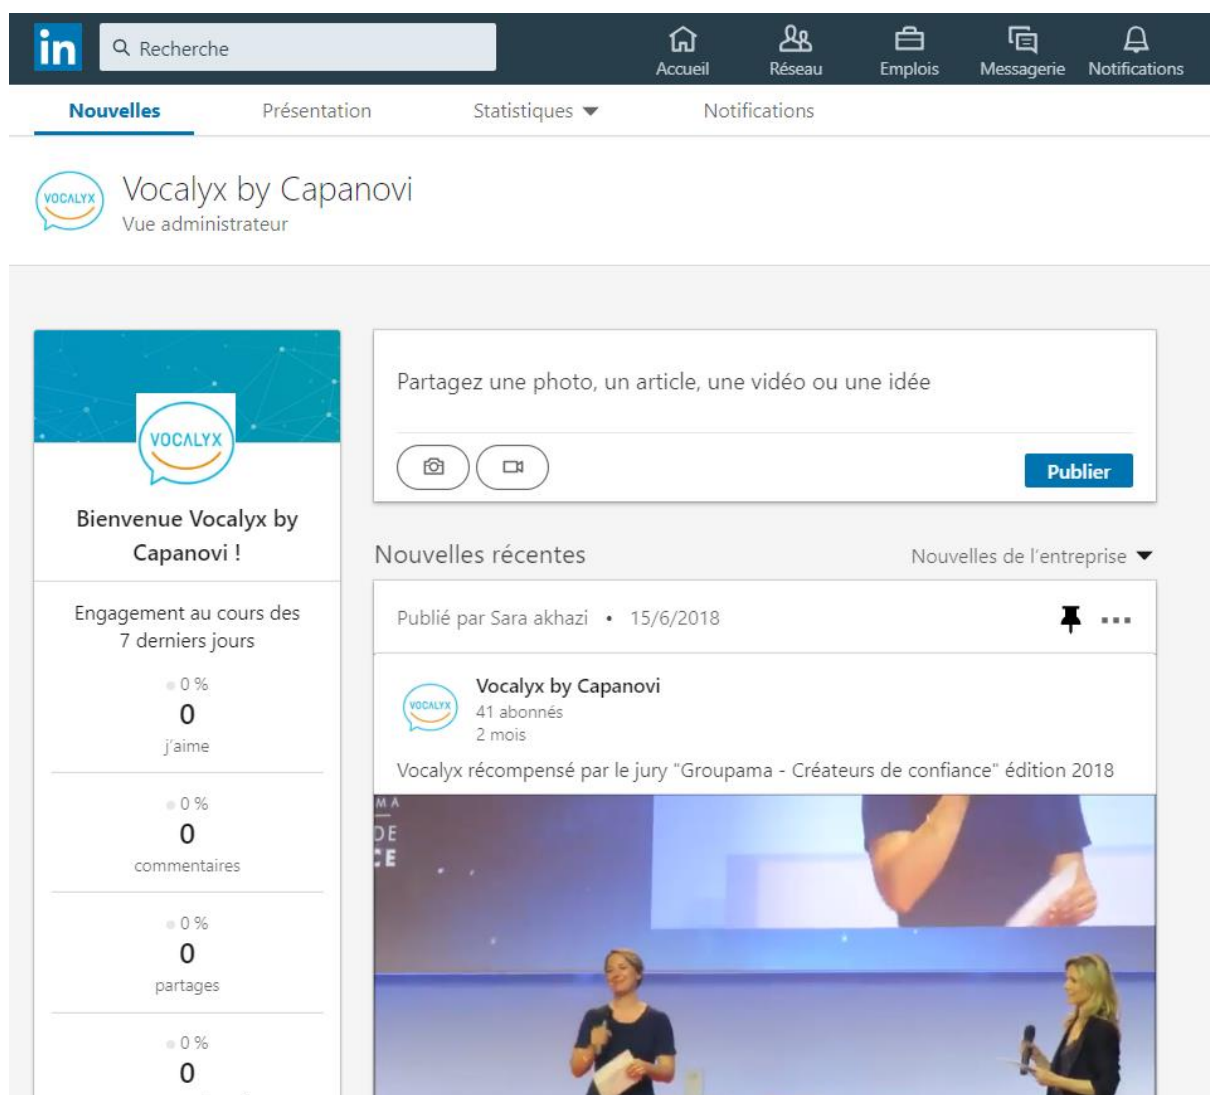 in
Recherche
Accueil
Réseau
Emplois
Messagerie
Notifications
Nouvelles
Présentation
Statistiques
Notifications
VOCALYX
Vocalyx by Capanovi
Vue administrateur
VOCALYX
Bienvenue Vocalyx by
Capanovi !
Engagement au cours des
7 derniers jours
0 %
0
j'aime
0 %
0
commentaires
0 %
0
partages
0 %
0
Partagez une photo, un article, une vidéo ou une idée
Publier
Nouvelles récentes
Nouvelles de l'entreprise
Publié par Sara akhazi • 15/6/2018
VOCALYX
Vocalyx by Capanovi
41 abonnés
2 mois
Vocalyx récompensé par le jury "Groupama - Créateurs de confiance" édition 2018
M A
DE
CE